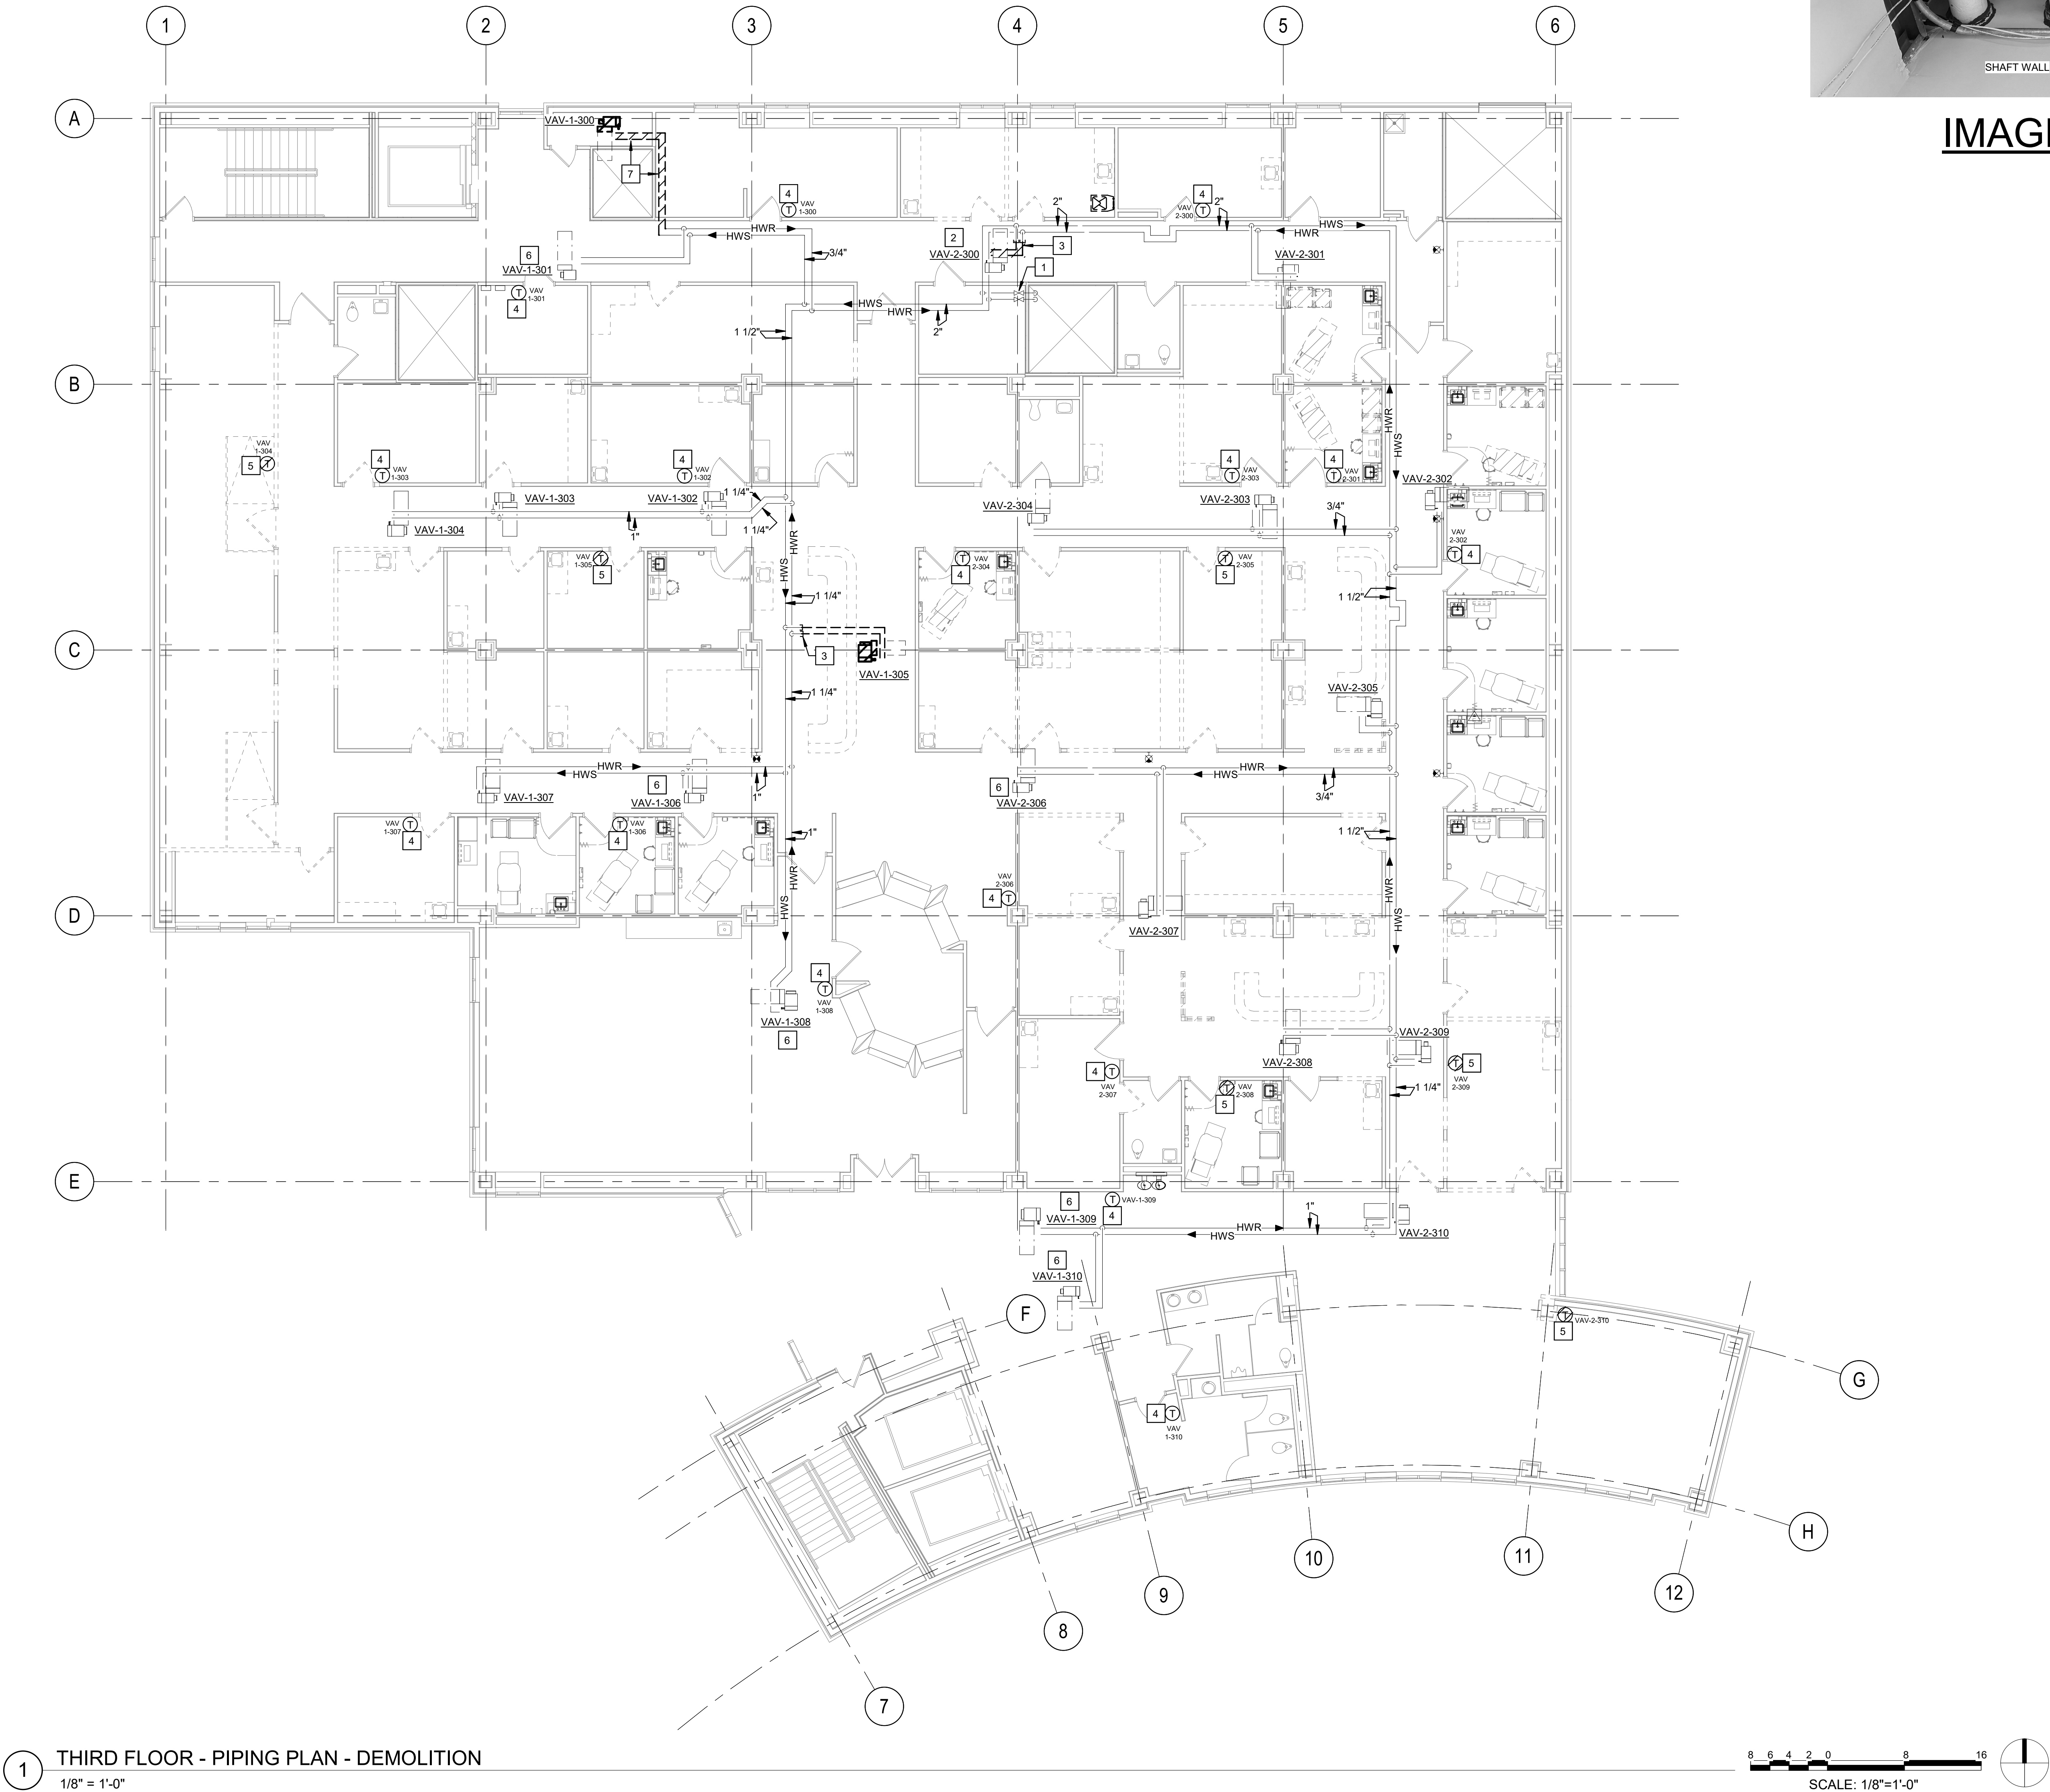 1
2
3
4
5
6
SHAFT WALL
IMAG
A
VAV-1-300
7
4
T
VAV
1-300
4
T
VAV
2-300
2"
2"
HWR
HWS
3/4"
HWS
HWR
2
VAV-2-300
3
1
6
VAV-1-301
VAV-2-301
T
VAV
1-301
4
HWS
HWR
2"
1 1/2"
B
HWR
HWS
VAV
1-304
5
T
4
T
VAV
1-303
4
T
VAV
1-302
4
T
VAV
2-303
4
T
VAV
2-301
VAV-2-302
VAV-1-303
VAV-1-302
1 1/4"
VAV-2-304
VAV-2-303
3/4"
VAV-1-304
1"
1 1/4"
HWR
VAV
2-302
T
4
VAV
1-305
T
5
HWS
T
VAV
2-304
4
T
VAV
2-305
5
1 1/4"
1 1/2"
C
3
VAV-1-305
1 1/4"
VAV-2-305
HWR
HWS
6
VAV-1-307
VAV-1-306
1"
HWR
HWS
6
VAV-2-306
3/4"
VAV
1-307
T
4
T
VAV
1-306
4
1"
1 1/2"
HWR
HWS
VAV
2-306
4
T
HWR
HWS
D
VAV-2-307
4
T
VAV
1-308
VAV-1-308
6
VAV-2-309
VAV-2-308
4
T
VAV
2-307
T
5
VAV
2-309
T
VAV
2-308
5
1 1/4"
E
6
T
VAV-1-309
4
VAV-1-309
1"
HWR
HWS
VAV-2-310
6
VAV-1-310
F
T
VAV-2-310
5
G
4
T
VAV
1-310
H
10
11
12
9
8
7
1
THIRD FLOOR - PIPING PLAN - DEMOLITION
1/8" = 1'-0"
8 6 4 2 0 8 16
SCALE: 1/8"=1'-0"